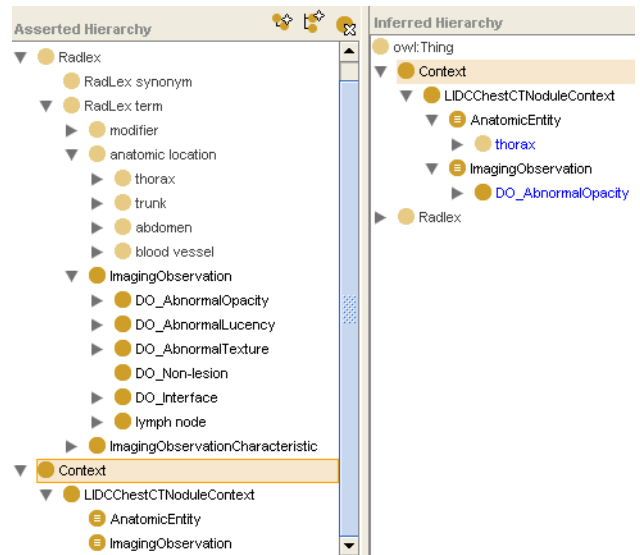 Asserted Hierarchy
Radlex
RadLex synonym
RadLex term
modifier
anatomic location
thorax
trunk
abdomen
blood vessel
ImagingObservation
DO_AbnormalOpacity
DO_AbnormalLucency
DO_AbnormalTexture
DO_Non-lesion
DO_Interface
lymph node
ImagingObservationCharacteristic
Context
LIDCChestCTNoduleContext
AnatomicEntity
ImagingObservation
Inferred Hierarchy
owl:Thing
Context
LIDCChestCTNoduleContext
AnatomicEntity
thorax
ImagingObservation
DO_AbnormalOpacity
Radlex